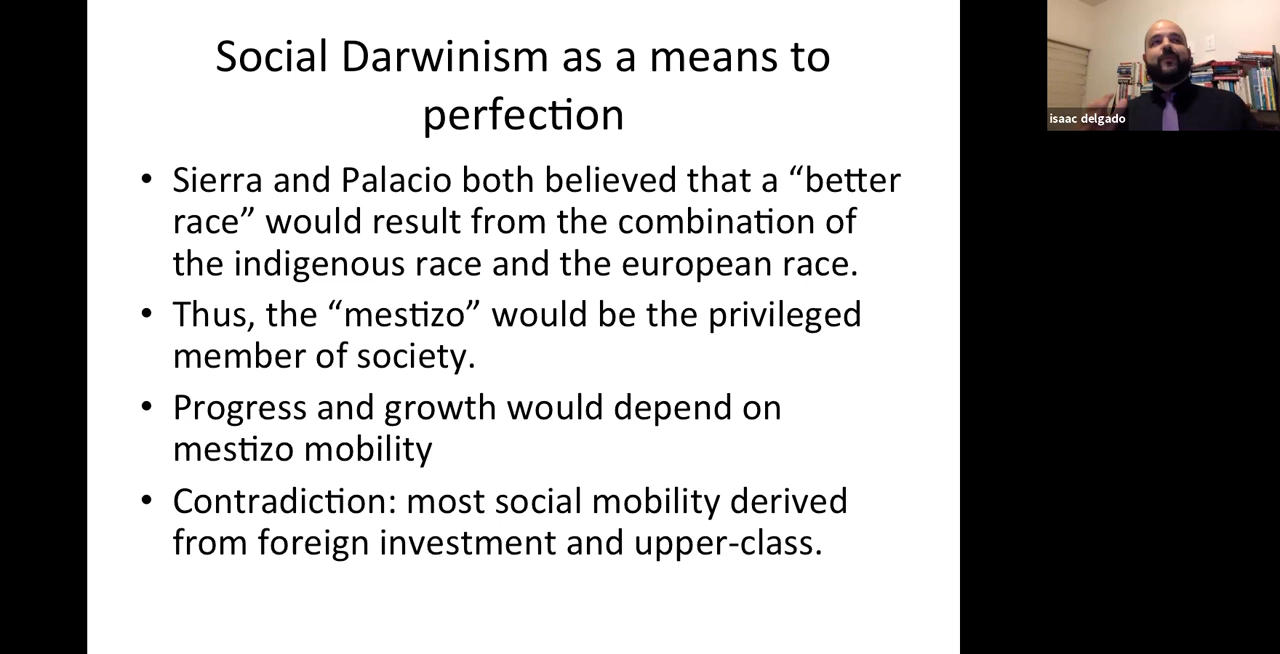 Social Darwinism as a means to
perfection
• Sierra and Palacio both believed that a “better
race” would result from the combination of
the indigenous race and the european race.
• Thus, the “mestizo” would be the privileged
member of society.
• Progress and growth would depend on
mestizo mobility
• Contradiction: most social mobility derived
from foreign investment and upper-class.
isaac delgado